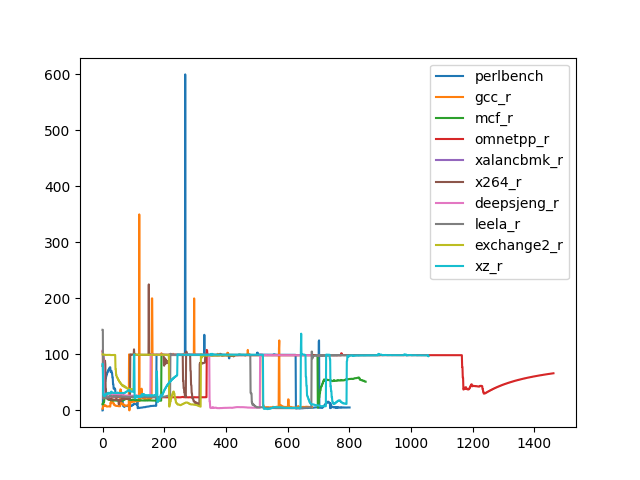 600
500
400
300
200
100
0
perlbench
gcc_r
mcf_r
omnetpp_r
xalancbmk_r
x264_r
deepsjeng_r
leela_r
exchange2_r
xz_r
0 200 400 600 800 1000 1200 1400